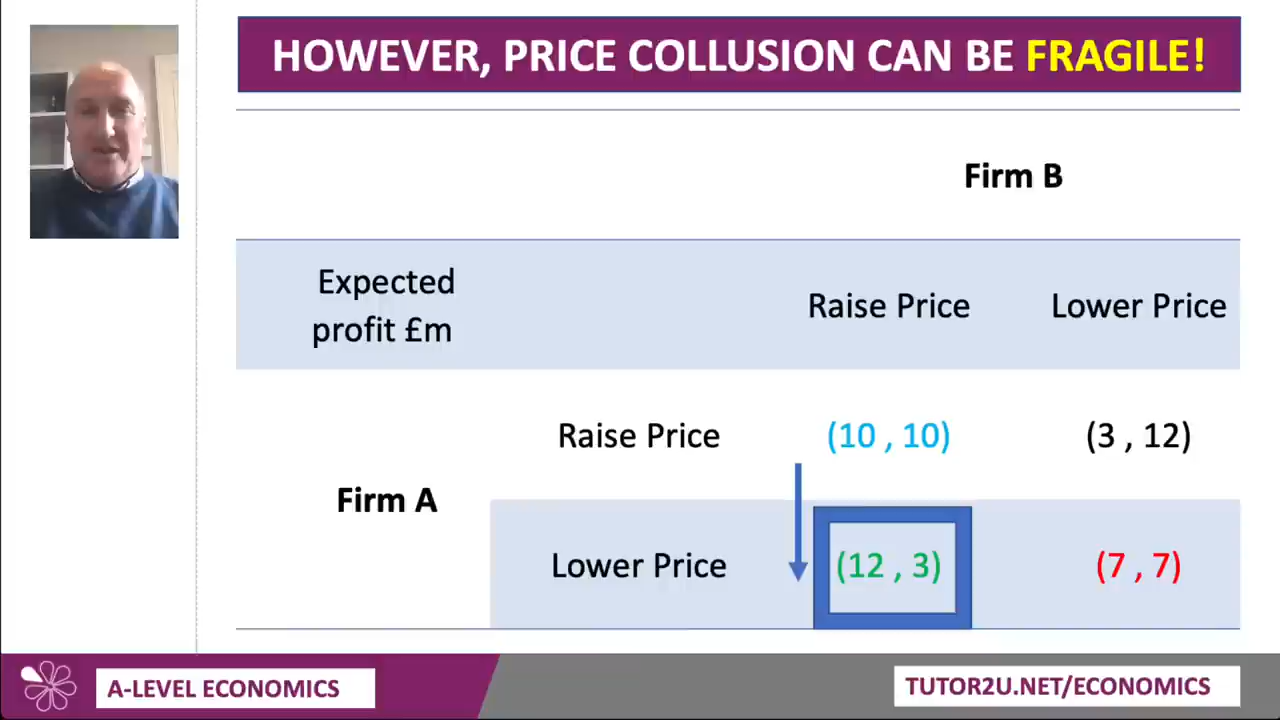 HOWEVER, PRICE COLLUSION CAN BE FRAGILE!
Firm B
Expected
profit £m
Raise Price
Lower Price
Raise Price
(10 , 10)
(3 , 12)
Firm A
Lower Price
(12 , 3)
(7 , 7)
A-LEVEL ECONOMICS
TUTOR2U.NET/ECONOMICS